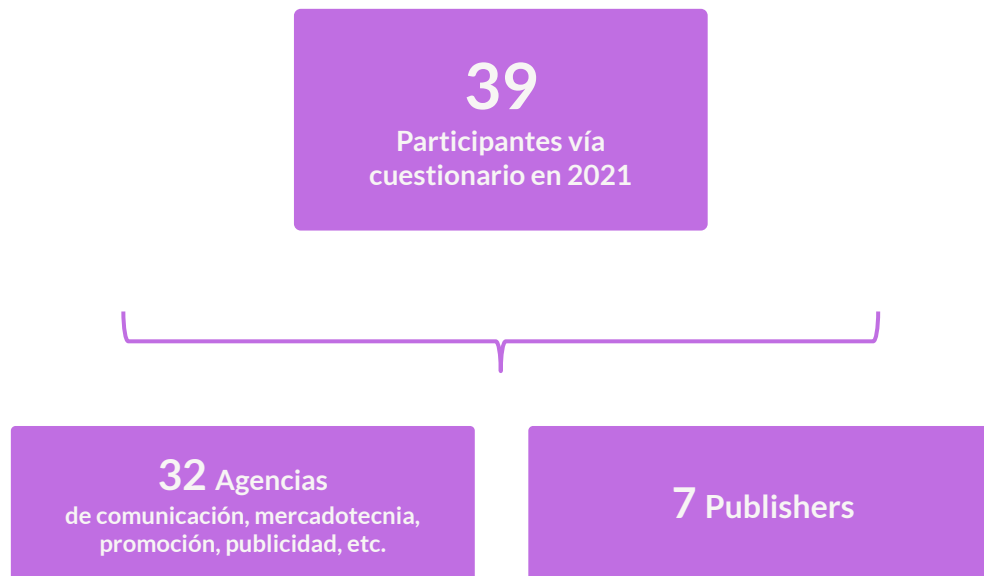 39
Participantes vía
cuestionario en 2021
32 Agencias
de comunicación, mercadotecnia,
promoción, publicidad, etc.
7 Publishers